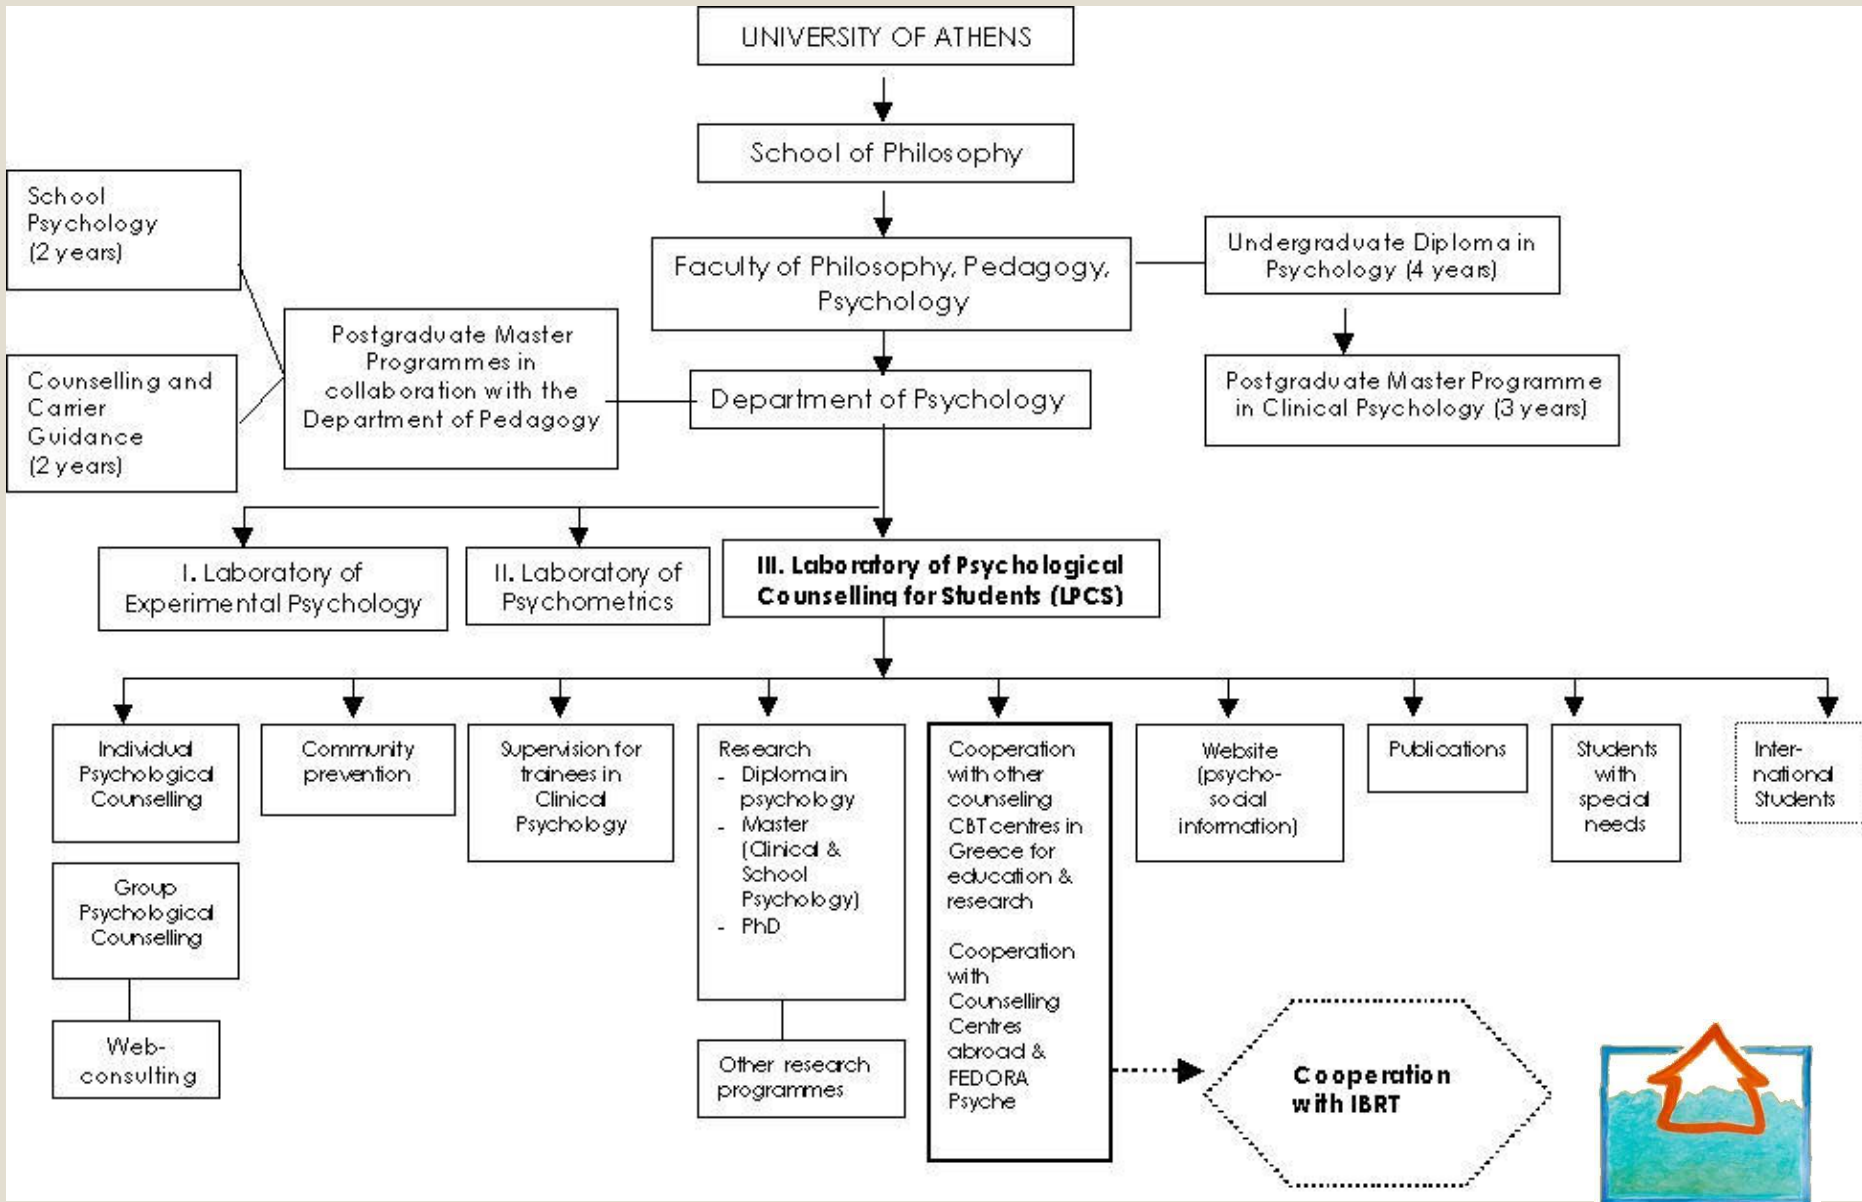 UNIVERSITY OF ATHENS
School of Philosophy
School
Psychology
(2 years)
Faculty of Philosophy, Pedagogy,
Psychology
Undergraduate Diploma in
Psychology (4 years)
Postgraduate Master
Programmes in
collaboration with the
Department of Pedagogy
Counselling and
Carrier
Guidance
(2 years)
Department of Psychology
Postgraduate Master Programme
in Clinical Psychology (3 years)
I. Laboratory of
Experimental Psychology
II. Laboratory of
Psychometrics
III. Laboratory of Psychological
Counselling for Students (LPCS)
Individual
Psychological
Counselling
Community
prevention
Supervision for
trainees in
Clinical
Psychology
Research
- Diploma in
psychology
- Master
(Clinical &
School
Psychology)
- PhD
Cooperation
with other
counseling
CBT centres in
Greece for
education &
research
Cooperation
with
Counselling
Centres
abroad &
FEDORA
Psyche
Website
(psycho-
social
information)
Publications
Students
with
special
needs
Inter-
national
Students
Group
Psychological
Counselling
Web-
consulting
Other research
programmes
Cooperation
with IBRT